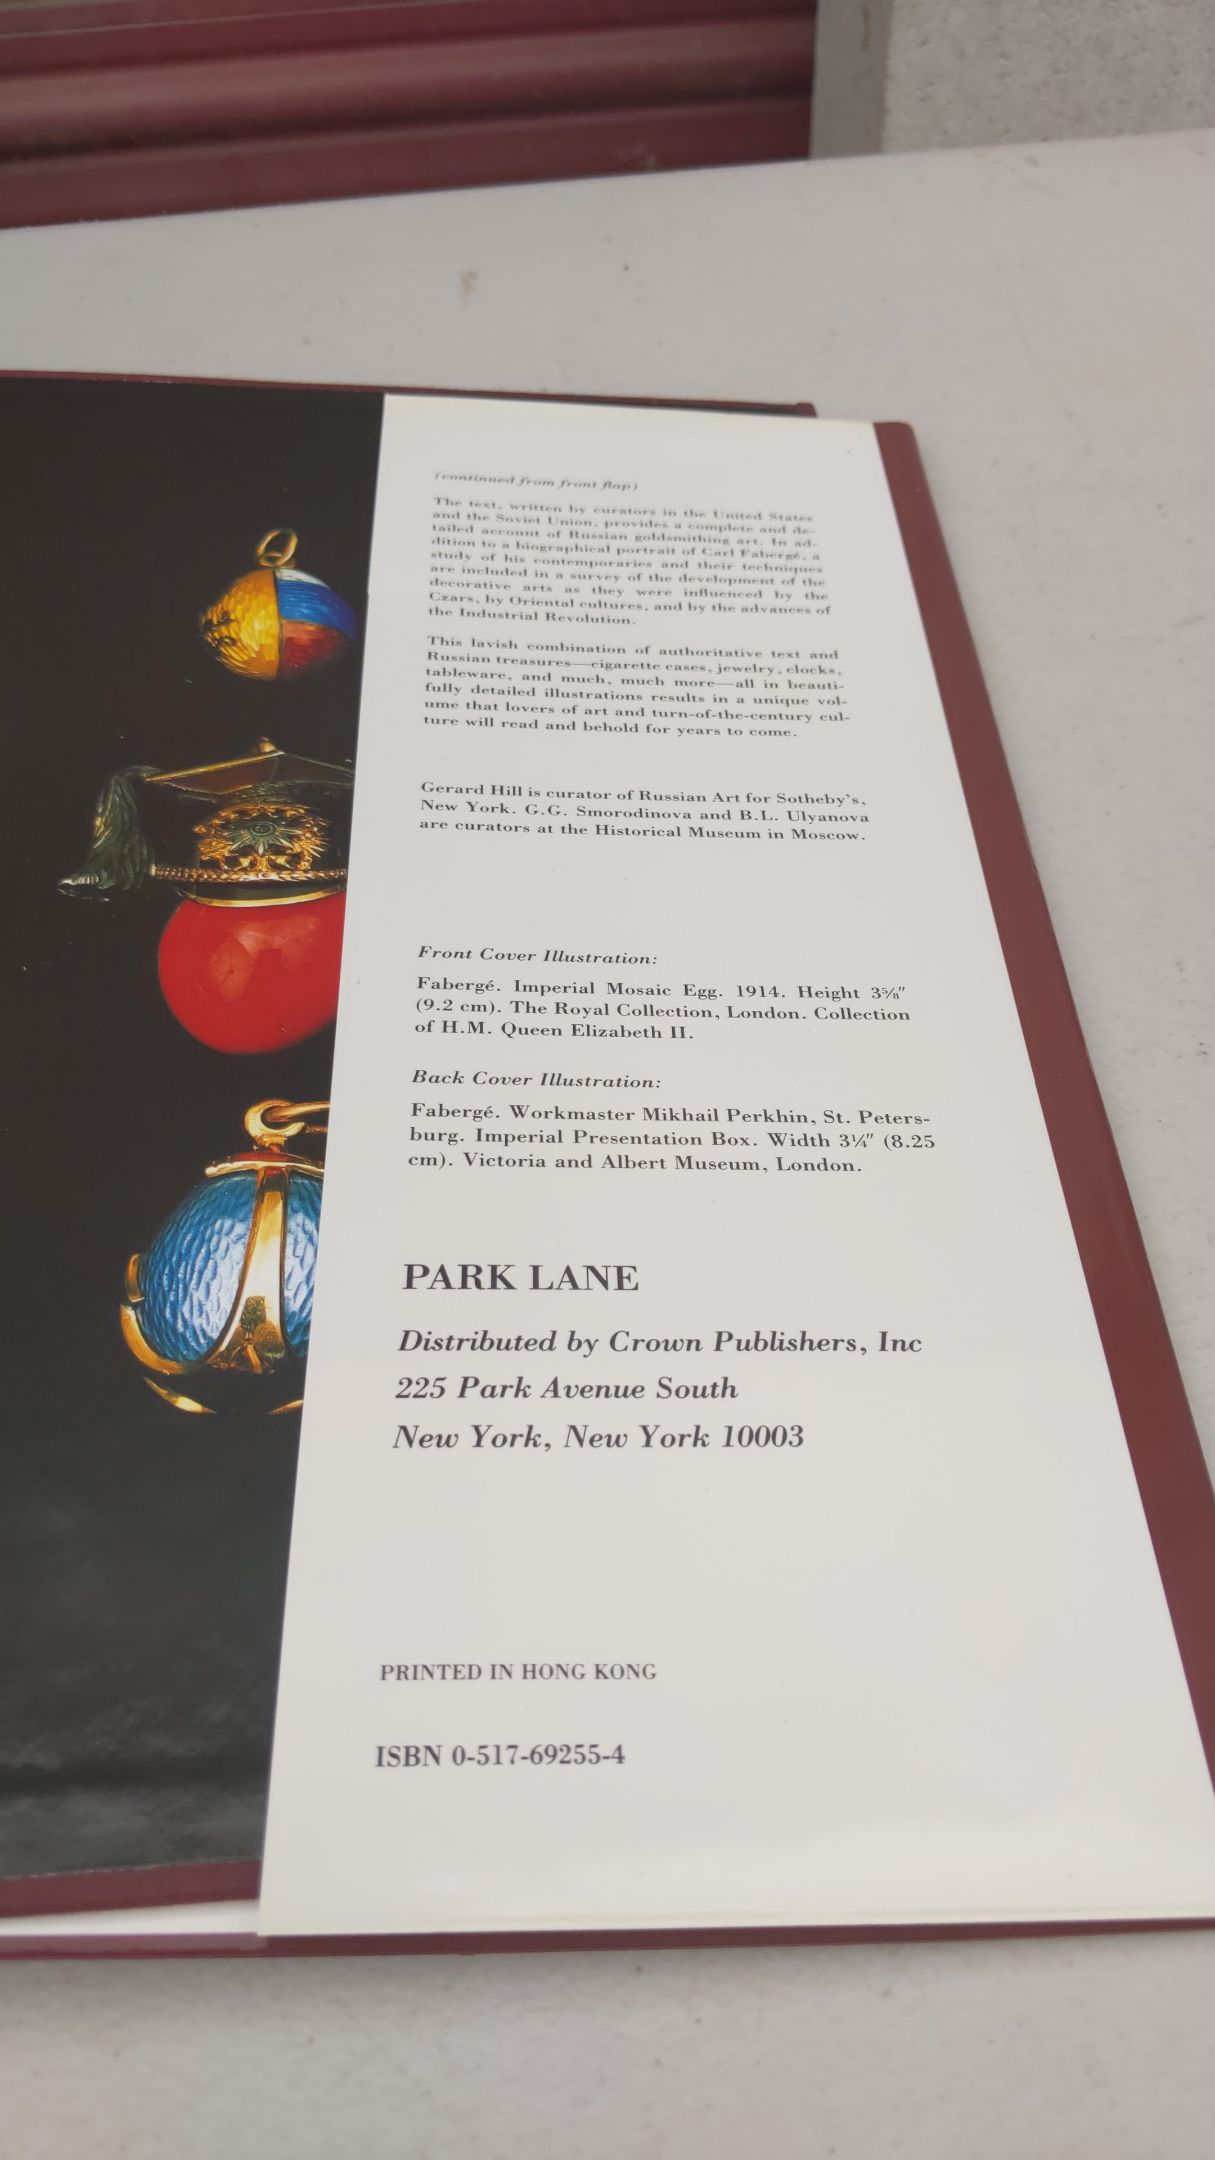 (continued from front flap)
The text, written by curators in the United States
and the Soviet Union, provides a complete and de-
tailed account of Russian goldsmithing art. In ad-
dition to a biographical portrait of Carl Fabergé, a
study of his contemporaries and their techniques
are included in a survey of the development of the
decorative arts as they were influenced by the
Czars, by Oriental cultures, and by the advances of
the Industrial Revolution.
This lavish combination of authoritative text and
Russian treasures—cigarette cases, jewelry, clocks,
tableware, and much, much more—all in beauti-
fully detailed illustrations results in a unique vol-
ume that lovers of art and turn-of-the-century cul-
ture will read and behold for years to come.
Gerard Hill is curator of Russian Art for Sotheby's,
New York. G.G. Smorodinova and B.L. Ulyanova
are curators at the Historical Museum in Moscow.
Front Cover Illustration:
Fabergé. Imperial Mosaic Egg. 1914. Height 3⅝"
(9.2 cm). The Royal Collection, London. Collection
of H.M. Queen Elizabeth II.
Back Cover Illustration:
Fabergé. Workmaster Mikhail Perkhin, St. Peters-
burg. Imperial Presentation Box. Width 3¼" (8.25
cm). Victoria and Albert Museum, London.
PARK LANE
Distributed by Crown Publishers, Inc
225 Park Avenue South
New York, New York 10003
PRINTED IN HONG KONG
ISBN 0-517-69255-4